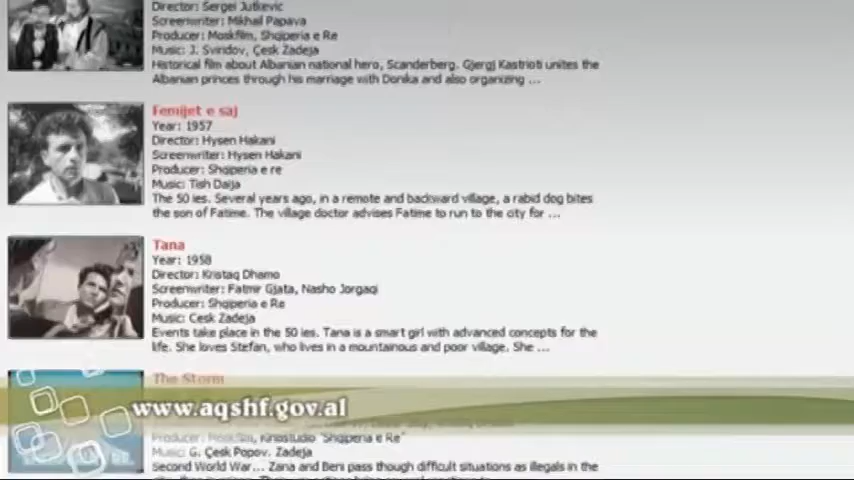 Director: Sergei Jutkevic
Screenwriter: Mikhail Papava
Producer: Moskfilm, Shqiperia e Re
Music: J. Sviridov, Çesk Zadeja
Historical film about Albanian national hero, Scanderberg. Gjergj Kastrioti unites the
Albanian princes through his marriage with Donika and also organizing ...
Femijet e saj
Year: 1957
Director: Hysen Hakani
Screenwriter: Hysen Hakani
Producer: Shqiperia e re
Music: Tish Daija
The 50 ies. Several years ago, in a remote and backward village, a rabid dog bites
the son of Fatime. The village doctor advises Fatime to run to the city for ...
Tana
Year: 1958
Director: Kristaq Dhamo
Screenwriter: Fatmir Gjata, Nasho Jorgaqi
Producer: Shqiperia e Re
Music: Cesk Zadeja
Events take place in the 50 ies. Tana is a smart girl with advanced concepts for the
life. She loves Stefan, who lives in a mountainous and poor village. She ...
The Storm
www.aqshf.gov.al
Producer: Moskfilm, Kinostudio "Shqiperia e Re"
Music: G. Çesk Popov, Zadeja
Second World War... Zana and Beni pass though difficult situations as illegals in the